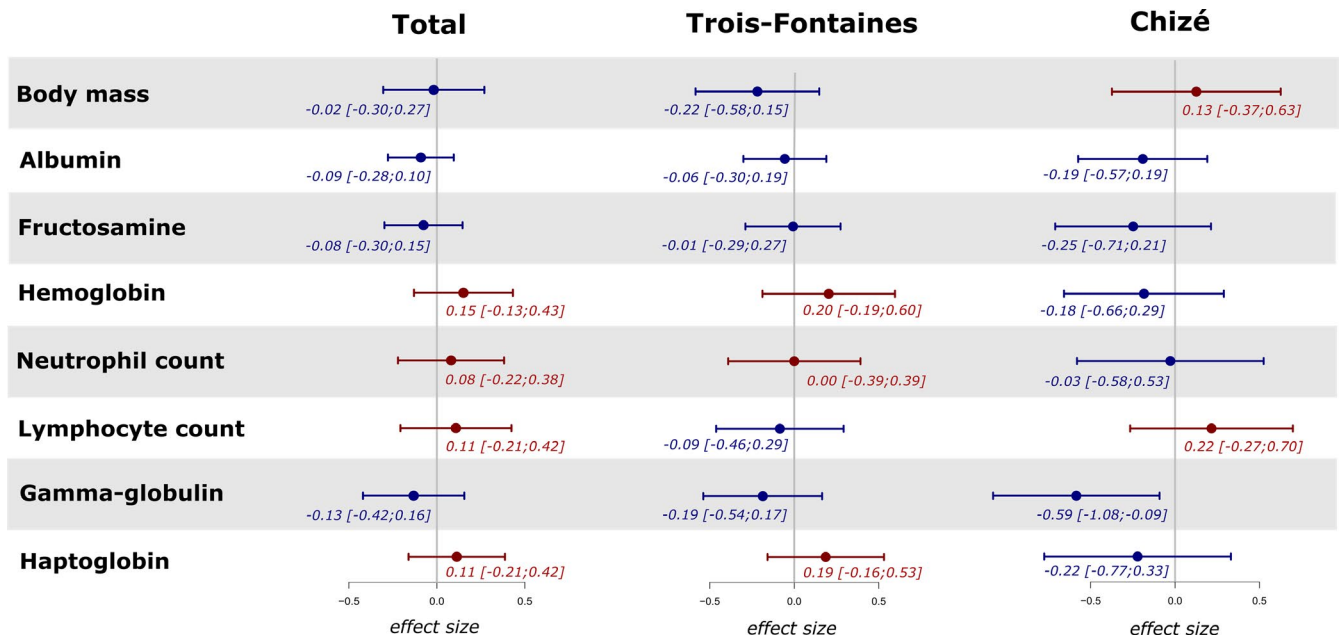 Total Trois-Fontaines Chizé
Body mass
-0.02 [-0.30;0.27] -0.22 [-0.58;0.15] 0.13 [-0.37;0.63]
Albumin
-0.09 [-0.28;0.10] -0.06 [-0.30;0.19] -0.19 [-0.57;0.19]
Fructosamine
-0.08 [-0.30;0.15] -0.01 [-0.29;0.27] -0.25 [-0.71;0.21]
Hemoglobin
0.15 [-0.13;0.43] 0.20 [-0.19;0.60] -0.18 [-0.66;0.29]
Neutrophil count
0.08 [-0.22;0.38] 0.00 [-0.39;0.39] -0.03 [-0.58;0.53]
Lymphocyte count
0.11 [-0.21;0.42] -0.09 [-0.46;0.29] 0.22 [-0.27;0.70]
Gamma-globulin
-0.13 [-0.42;0.16] -0.19 [-0.54;0.17] -0.59 [-1.08;-0.09]
Haptoglobin
0.11 [-0.21;0.42] 0.19 [-0.16;0.53] -0.22 [-0.77;0.33]
−0.5 0.0 0.5 −0.5 0.0 0.5 −0.5 0.0 0.5
effect size effect size effect size